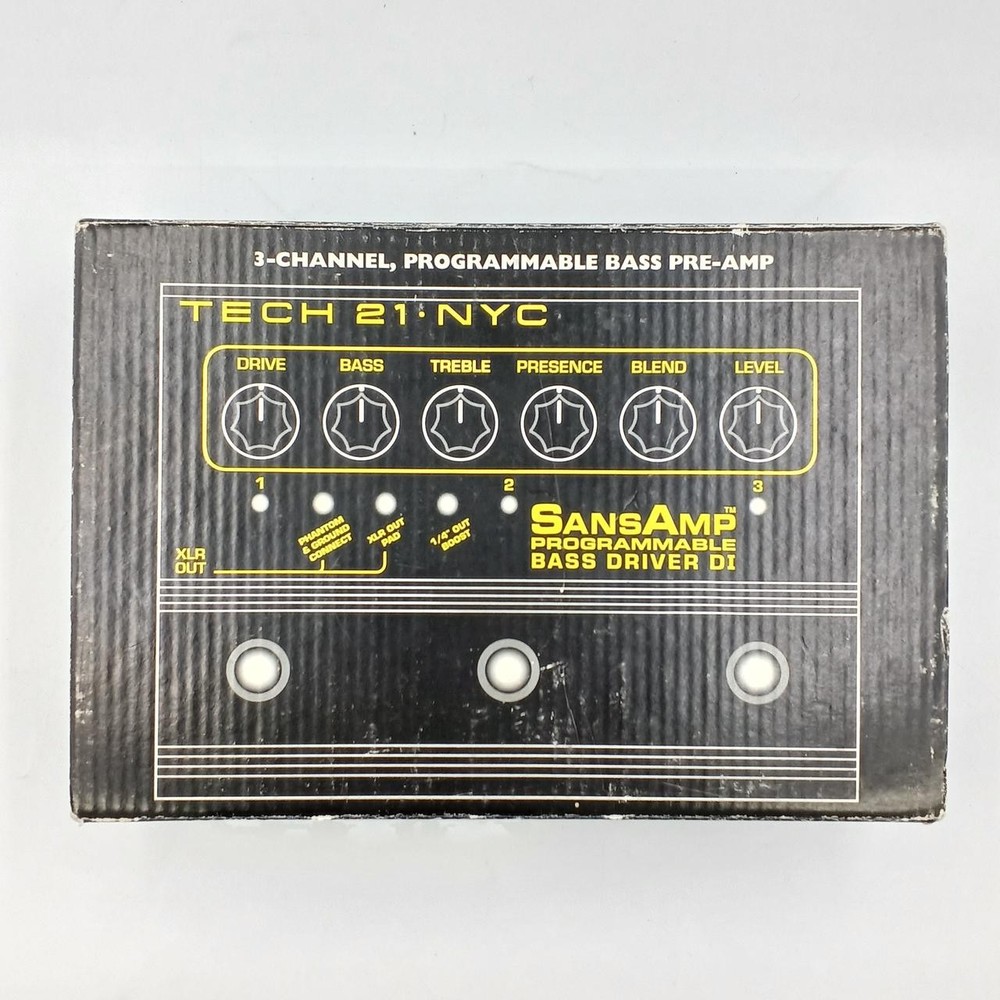 3-CHANNEL, PROGRAMMABLE BASS PRE-AMP
TECH 21·NYC
DRIVE BASS TREBLE PRESENCE BLEND LEVEL
1 2 3
PHANTOM
& GROUND
CONNECT
XLR OUT
PAD
1/4" OUT
BOOST
SANSAMP™
PROGRAMMABLE
BASS DRIVER DI
XLR
OUT